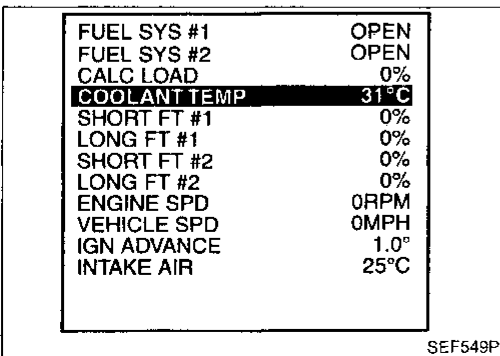 FUEL SYS #1 OPEN
FUEL SYS #2 OPEN
CALC LOAD 0%
COOLANT TEMP 31°C
SHORT FT #1 0%
LONG FT #1 0%
SHORT FT #2 0%
LONG FT #2 0%
ENGINE SPD 0RPM
VEHICLE SPD 0MPH
IGN ADVANCE 1.0°
INTAKE AIR 25°C
SEF549P